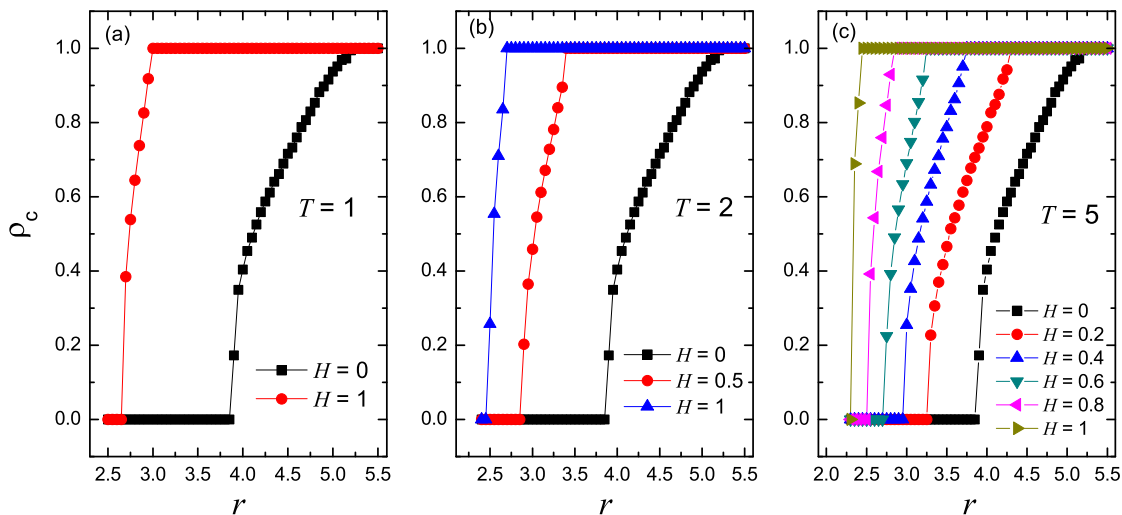 (a)
(b)
(c)
1.0
0.8
0.6
0.4
0.2
0.0
ρc
T = 1
H = 0
H = 1
2.5 3.0 3.5 4.0 4.5 5.0 5.5
r
1.0
0.8
0.6
0.4
0.2
0.0
T = 2
H = 0
H = 0.5
H = 1
2.5 3.0 3.5 4.0 4.5 5.0 5.5
r
1.0
0.8
0.6
0.4
0.2
0.0
T = 5
H = 0
H = 0.2
H = 0.4
H = 0.6
H = 0.8
H = 1
2.0 2.5 3.0 3.5 4.0 4.5 5.0 5.5
r